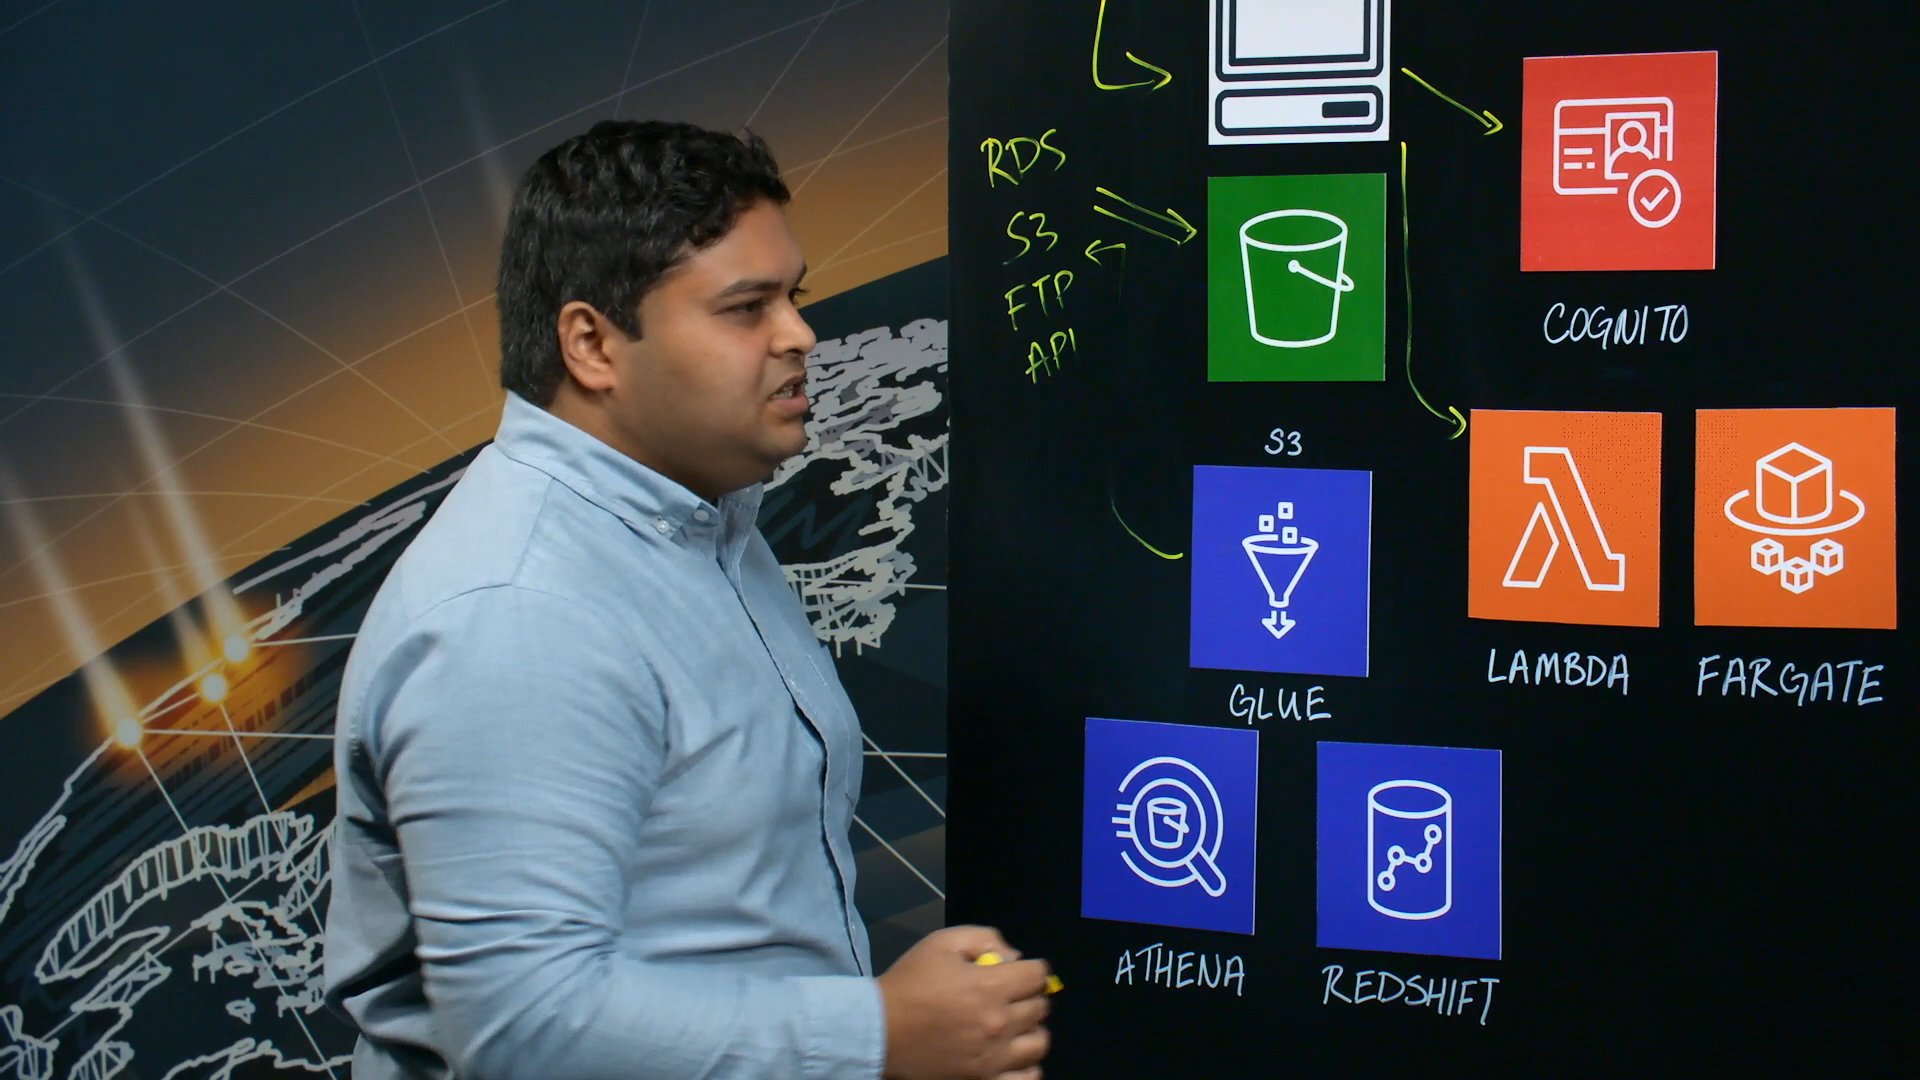 RDS
S3
FTP
API
COGNITO
S3
GLUE
LAMBDA
FARGATE
ATHENA
REDSHIFT